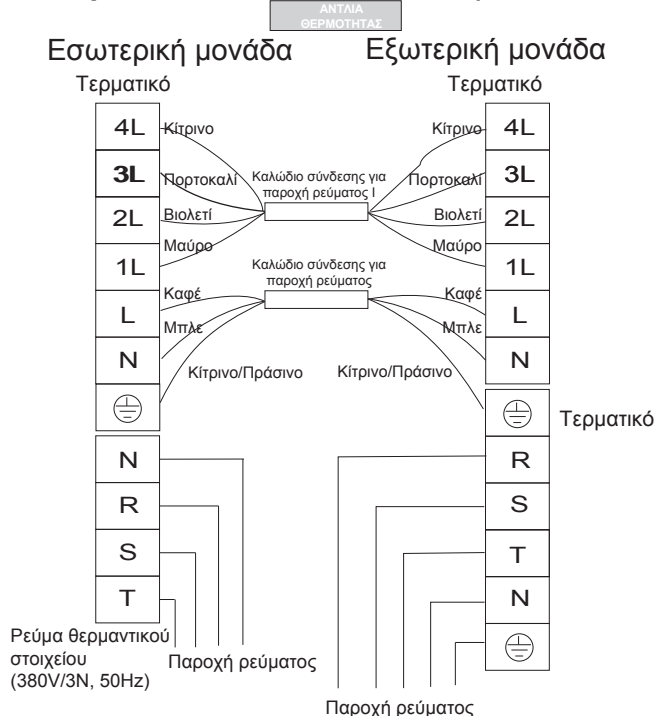 ΑΝΤΛΙΑ
ΘΕΡΜΟΤΗΤΑΣ
Εσωτερική μονάδα
Εξωτερική μονάδα
Τερματικό
Τερματικό
4L
Κίτρινο
Κίτρινο
4L
3L
Πορτοκαλί
Καλώδιο σύνδεσης για
παροχή ρεύματος I
Πορτοκαλί
3L
2L
Βιολετί
Βιολετί
2L
Μαύρο
Μαύρο
1L
Καλώδιο σύνδεσης για
παροχή ρεύματος
1L
Καφέ
Καφέ
L
L
Μπλε
Μπλε
N
N
Κίτρινο/Πράσινο
Κίτρινο/Πράσινο
Τερματικό
N
R
R
S
S
T
T
N
Ρεύμα θερμαντικού
στοιχείου
(380V/3N, 50Hz)
Παροχή ρεύματος
Παροχή ρεύματος